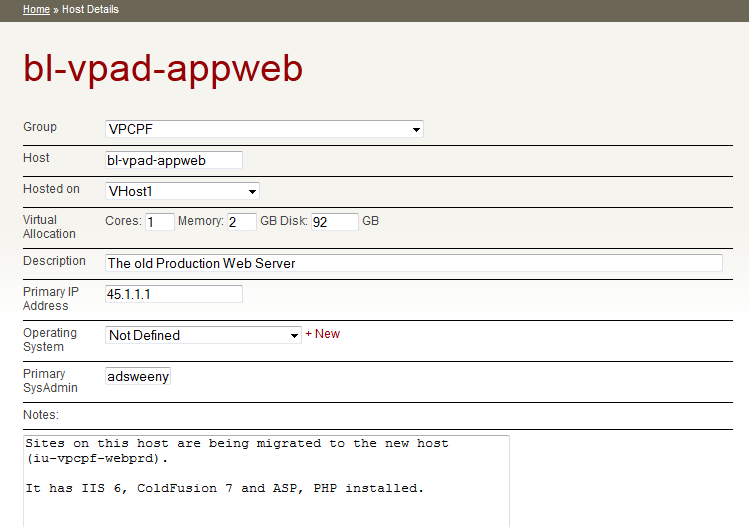 Home » Host Details
bl-vpad-appweb
Group VPCPF
Host bl-vpad-appweb
Hosted on VHost1
Virtual Allocation Cores: 1 Memory: 2 GB Disk: 92 GB
Description The old Production Web Server
Primary IP Address 45.1.1.1
Operating System Not Defined + New
Primary SysAdmin adsweeny
Notes:
Sites on this host are being migrated to the new host
(iu-vpcpf-webprd).
It has IIS 6, ColdFusion 7 and ASP, PHP installed.